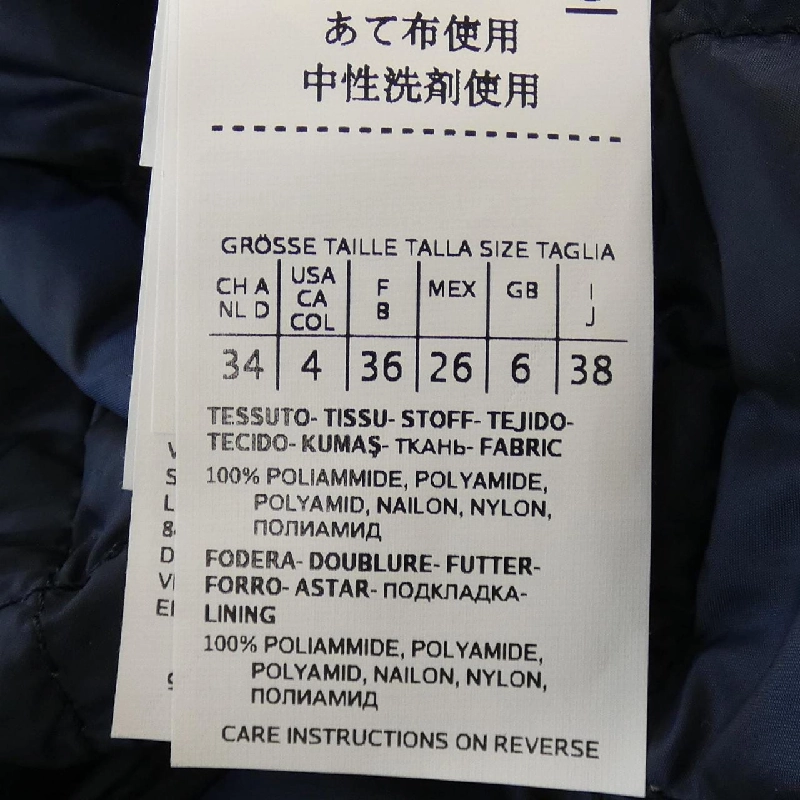 あて布使用
中性洗剤使用
GRÖSSE TAILLE TALLA SIZE TAGLIA
CH A NL D USA CA COL F B MEX GB I J
34 4 36 26 6 38
TESSUTO- TISSU- STOFF- TEJIDO-
TECIDO- KUMAŞ- ТКАНЬ- FABRIC
100% POLIAMMIDE, POLYAMIDE,
POLYAMID, NAILON, NYLON,
ПОЛИАМИД
FODERA- DOUBLURE- FUTTER-
FORRO- ASTAR- ПОДКЛАДКА-
LINING
100% POLIAMMIDE, POLYAMIDE,
POLYAMID, NAILON, NYLON,
ПОЛИАМИД
CARE INSTRUCTIONS ON REVERSE